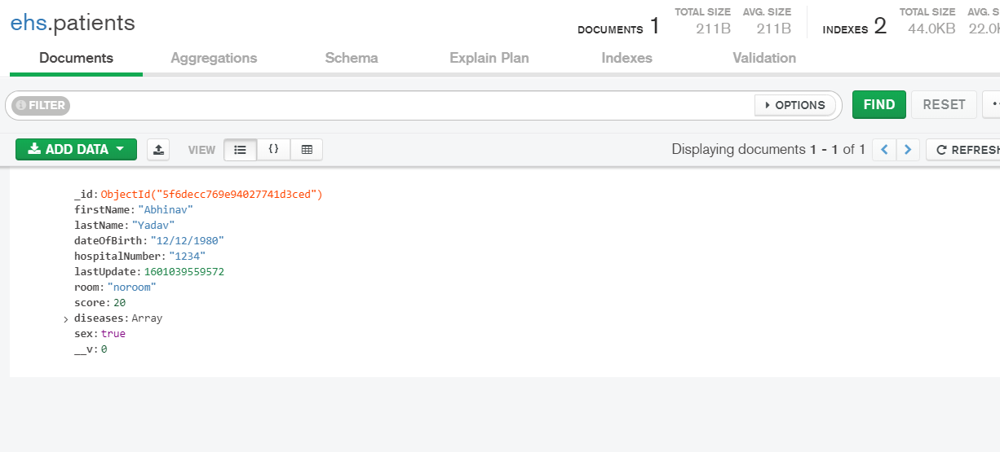 ehs.patients
DOCUMENTS 1 TOTAL SIZE 211B AVG. SIZE 211B INDEXES 2 TOTAL SIZE 44.0KB AVG. S 22.0K
Documents Aggregations Schema Explain Plan Indexes Validation
FILTER OPTIONS FIND RESET
ADD DATA VIEW {} Displaying documents 1 - 1 of 1 REFRESH
_id: ObjectId("5f6decc769e94027741d3ced")
firstName: "Abhinav"
lastName: "Yadav"
dateOfBirth: "12/12/1980"
hospitalNumber: "1234"
lastUpdate: 1601039559572
room: "noroom"
score: 20
diseases: Array
sex: true
__v: 0